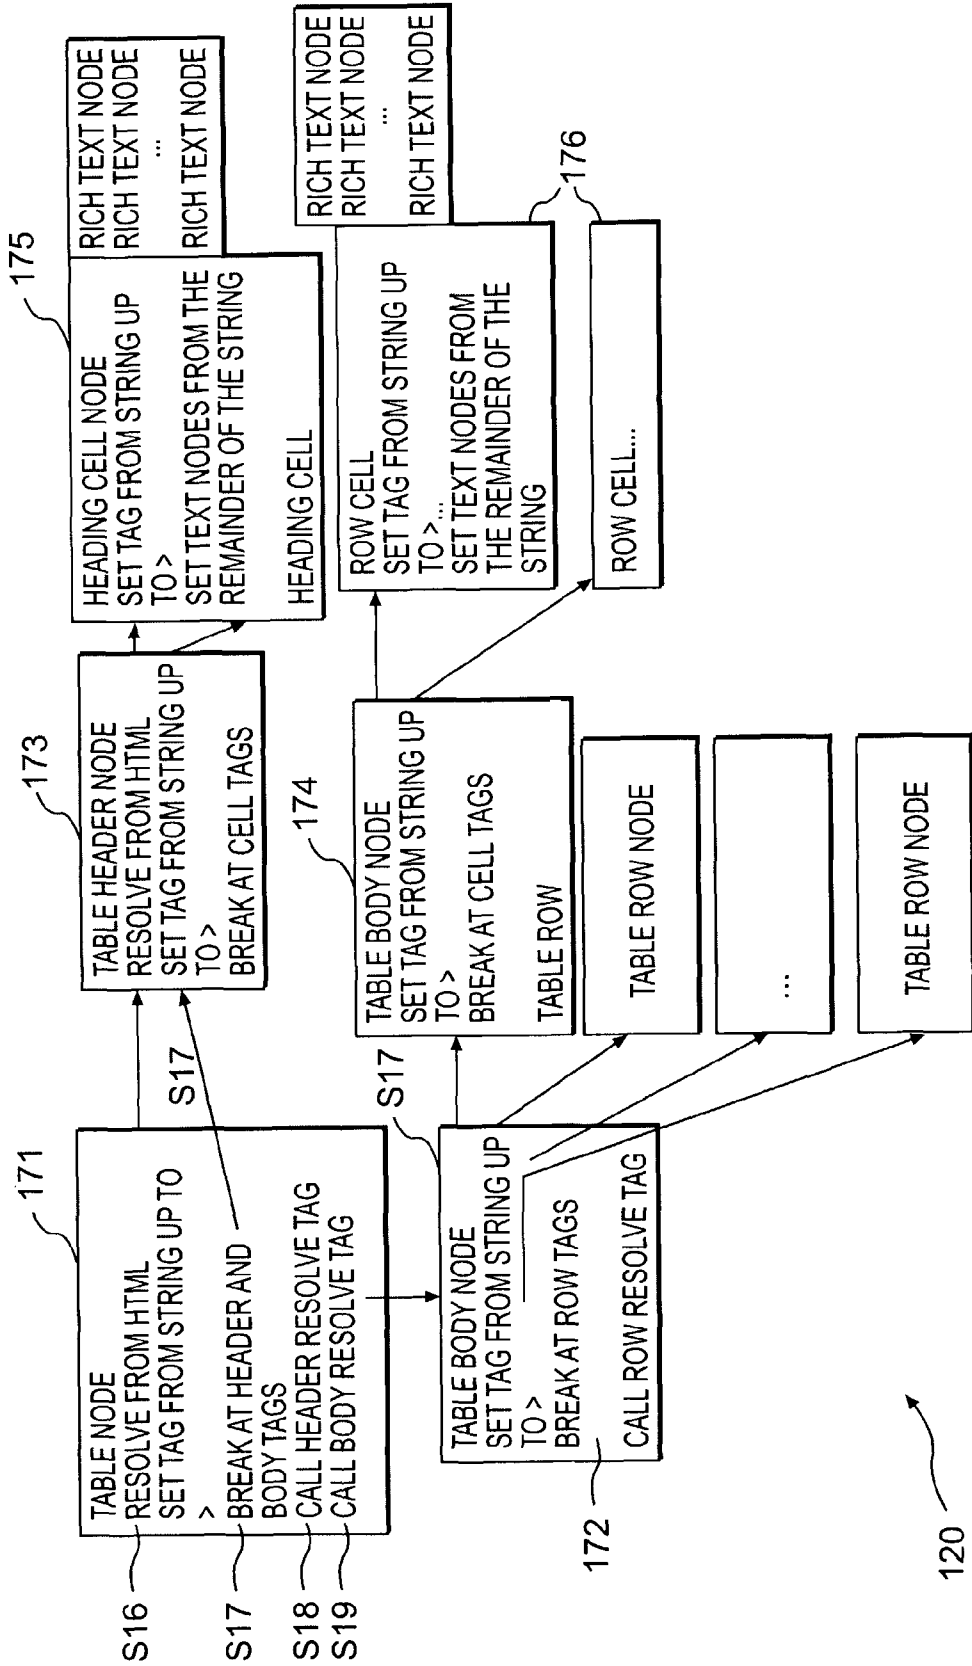 171
TABLE NODE
S16
RESOLVE FROM HTML
SET TAG FROM STRING UP TO
>
S17
BREAK AT HEADER AND
BODY TAGS
S18
CALL HEADER RESOLVE TAG
S19
CALL BODY RESOLVE TAG
S17
173
TABLE HEADER NODE
RESOLVE FROM HTML
SET TAG FROM STRING UP
TO >
BREAK AT CELL TAGS
175
HEADING CELL NODE
SET TAG FROM STRING UP
TO >
SET TEXT NODES FROM THE
REMAINDER OF THE STRING
HEADING CELL
RICH TEXT NODE
RICH TEXT NODE
...
RICH TEXT NODE
S17
TABLE BODY NODE
SET TAG FROM STRING UP
TO >
BREAK AT ROW TAGS
172
CALL ROW RESOLVE TAG
174
TABLE BODY NODE
SET TAG FROM STRING UP
TO >
BREAK AT CELL TAGS
TABLE ROW
TABLE ROW NODE
...
TABLE ROW NODE
ROW CELL
SET TAG FROM STRING UP
TO >...
SET TEXT NODES FROM
THE REMAINDER OF THE
STRING
RICH TEXT NODE
RICH TEXT NODE
...
RICH TEXT NODE
176
ROW CELL...
120